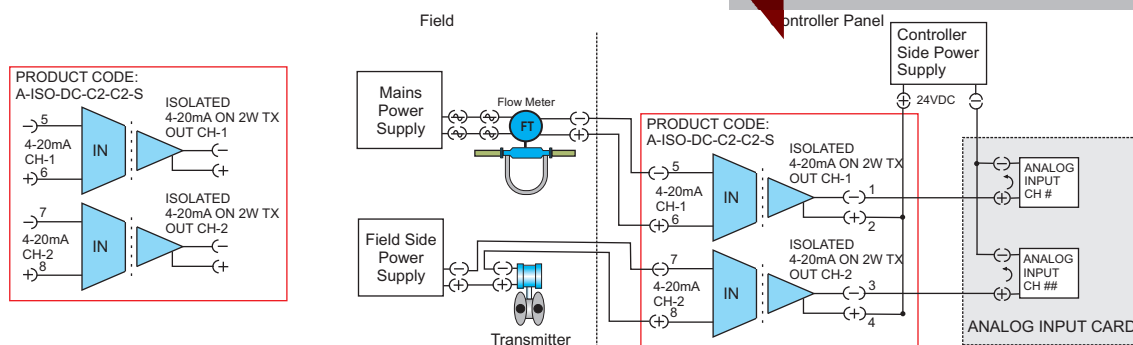 Field
Controller Panel
PRODUCT CODE:
A-ISO-DC-C2-C2-S
5
4-20mA
CH-1
6
IN
ISOLATED
4-20mA ON 2W TX
OUT CH-1
7
4-20mA
CH-2
8
IN
ISOLATED
4-20mA ON 2W TX
OUT CH-2
Mains
Power
Supply
Flow Meter
FT
Field Side
Power
Supply
Transmitter
PRODUCT CODE:
A-ISO-DC-C2-C2-S
5
4-20mA
CH-1
6
IN
ISOLATED
4-20mA ON 2W TX
OUT CH-1
1
2
7
4-20mA
CH-2
8
IN
ISOLATED
4-20mA ON 2W TX
OUT CH-2
3
4
Controller
Side Power
Supply
24VDC
ANALOG
INPUT
CH #
ANALOG
INPUT
CH ##
ANALOG INPUT CARD